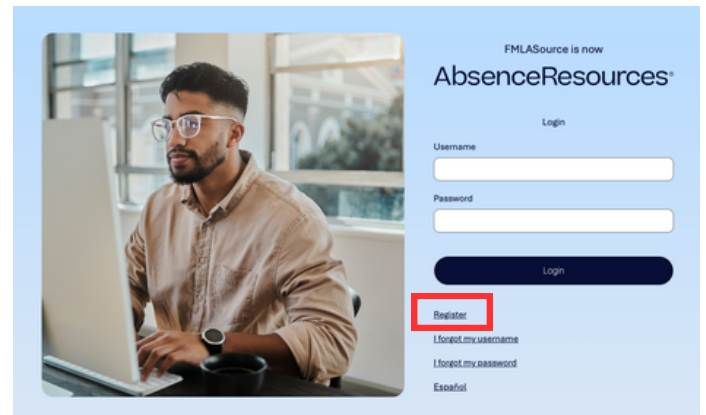 FMLASource is now
AbsenceResources®
Login
Username
Password
Login
Register
I forgot my username
I forgot my password
Español